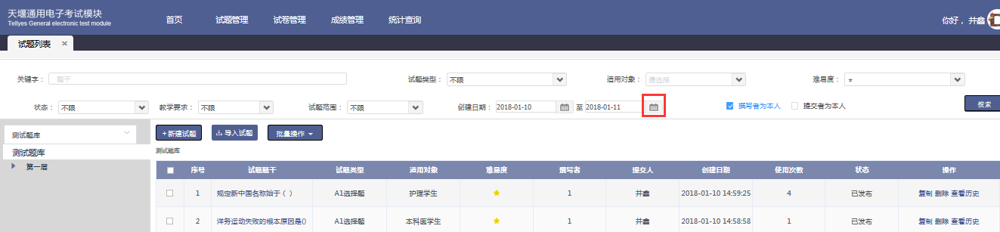 天堰通用电子考试模块
Tellyes General electronic test module
首页 试题管理 试卷管理 成绩管理 统计查询
你好，井鑫
试题列表 ×
关键字： 题干 试题类型： 不限 适用对象： 请选择 难易度： *
状态： 不限 教学要求： 不限 试题范围： 不限 创建日期： 2018-01-10 至 2018-01-11 撰写者为本人 提交者为本人 搜索
测试题库
测试题库
第一层
+新建试题 导入试题 批量操作
测试题库
序号 试题题干 试题类型 适用对象 难易度 撰写者 提交人 创建日期 使用次数 状态 操作
1 规定新中国名称始于（ ） A1选择题 护理学生 1 井鑫 2018-01-10 14:59:25 4 已发布 复制 删除 查看历史
2 洋务运动失败的根本原因是() A1选择题 本科医学生 1 井鑫 2018-01-10 14:58:58 1 已发布 复制 删除 查看历史